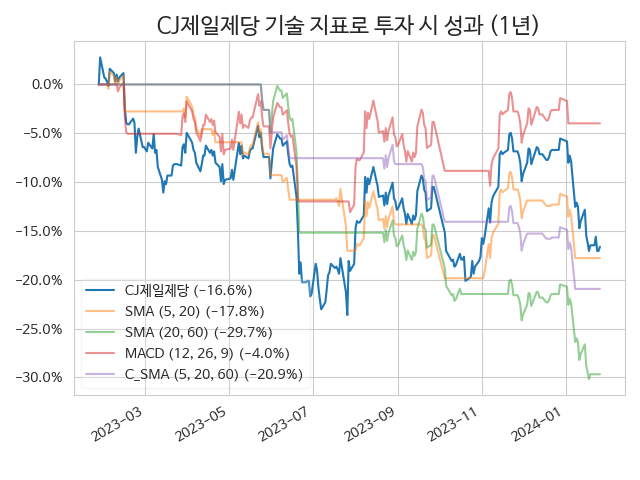 CJ제일제당 기술 지표로 투자 시 성과 (1년)
0.0%
−5.0%
−10.0%
−15.0%
−20.0%
−25.0%
−30.0%
CJ제일제당 (−16.6%)
SMA (5, 20) (−17.8%)
SMA (20, 60) (−29.7%)
MACD (12, 26, 9) (−4.0%)
C_SMA (5, 20, 60) (−20.9%)
2023−03
2023−05
2023−07
2023−09
2023−11
2024−01